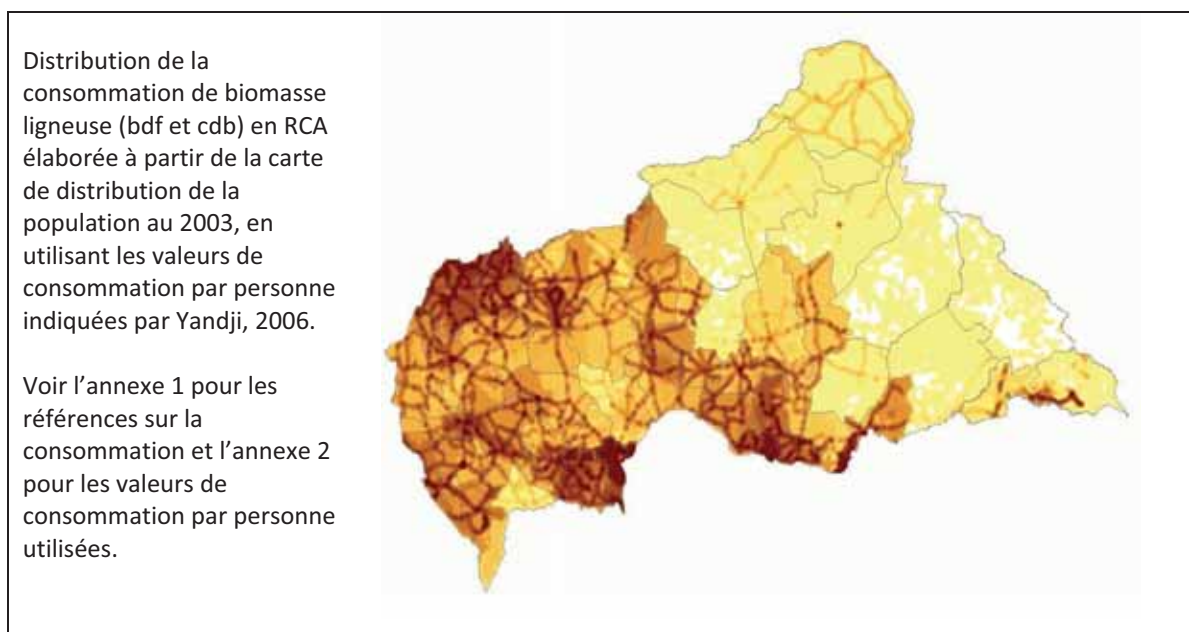 Distribution de la
consommation de biomasse
ligneuse (bdf et cdb) en RCA
élaborée à partir de la carte
de distribution de la
population au 2003, en
utilisant les valeurs de
consommation par personne
indiquées par Yandji, 2006.
Voir l’annexe 1 pour les
références sur la
consommation et l’annexe 2
pour les valeurs de
consommation par personne
utilisées.